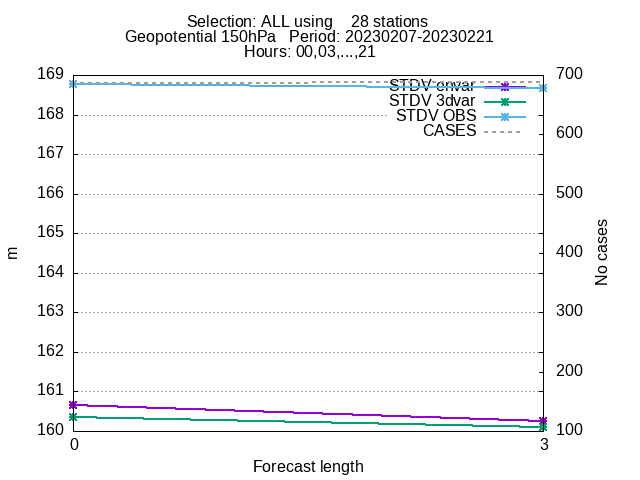 Selection: ALL using    28 stations
Geopotential 150hPa   Period: 20230207-20230221
Hours: 00,03,...,21
169
168
167
166
165
164
163
162
161
160
m
700
600
500
400
300
200
100
No cases
STDV envar
STDV 3dvar
STDV OBS
CASES
0
3
Forecast length